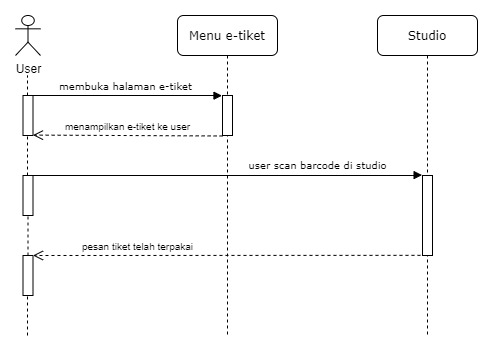 Menu e-tiket
Studio
User
membuka halaman e-tiket
menampilkan e-tiket ke user
user scan barcode di studio
pesan tiket telah terpakai